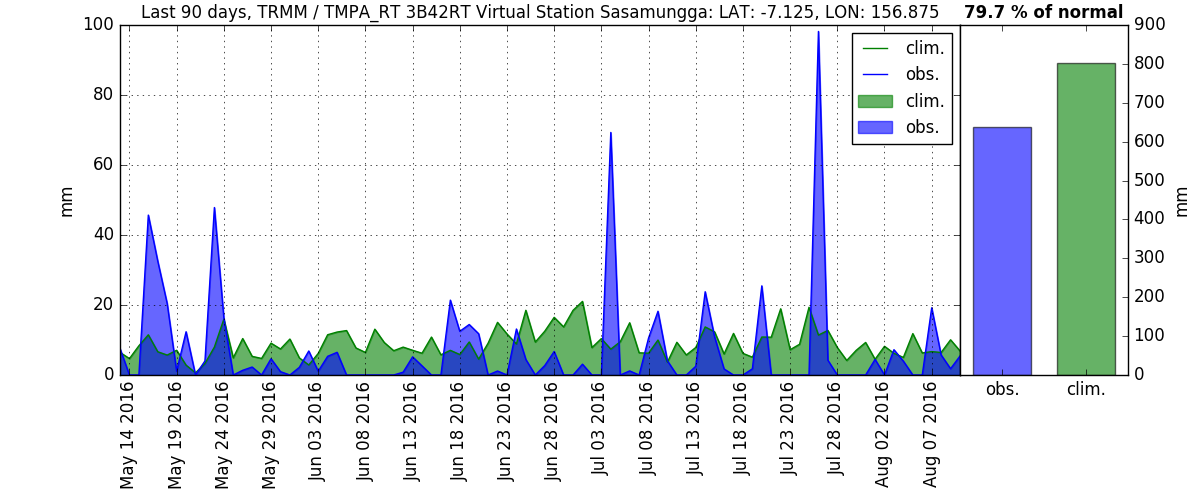 Last 90 days, TRMM / TMPA_RT 3B42RT Virtual Station Sasamungga: LAT: -7.125, LON: 156.875
79.7 % of normal
mm
100
80
60
40
20
0
clim.
obs.
clim.
obs.
900
800
700
600
500
400
300
200
100
0
mm
obs.
clim.
May 14 2016
May 19 2016
May 24 2016
May 29 2016
Jun 03 2016
Jun 08 2016
Jun 13 2016
Jun 18 2016
Jun 23 2016
Jun 28 2016
Jul 03 2016
Jul 08 2016
Jul 13 2016
Jul 18 2016
Jul 23 2016
Jul 28 2016
Aug 02 2016
Aug 07 2016